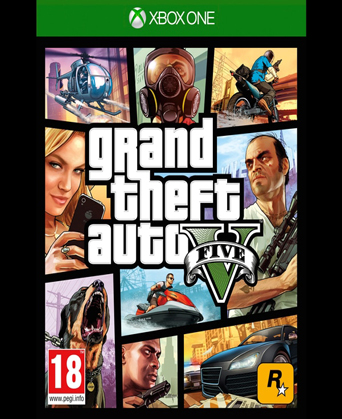 XBOX ONE
grand
theft
auto V
FIVE
18
www.pegi.info
R